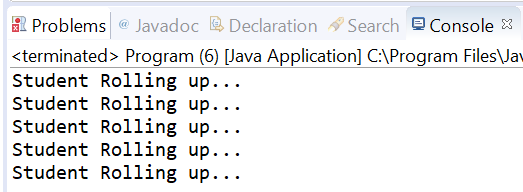 Problems @ Javadoc Declaration Search Console
<terminated> Program (6) [Java Application] C:\Program Files\Jav
Student Rolling up...
Student Rolling up...
Student Rolling up...
Student Rolling up...
Student Rolling up...